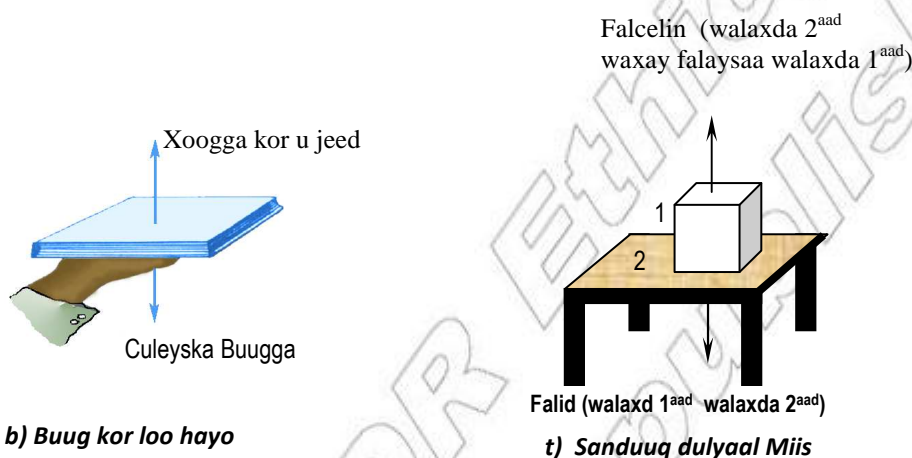 Xoogga kor u jeed
Culeyska Buugga
b) Buug kor loo hayo
Falcelin (walaxda 2aad
waxay falaysaa walaxda 1aad)
1
2
Falid (walaxd 1aad walaxda 2aad)
t) Sanduuq dulyaal Miis